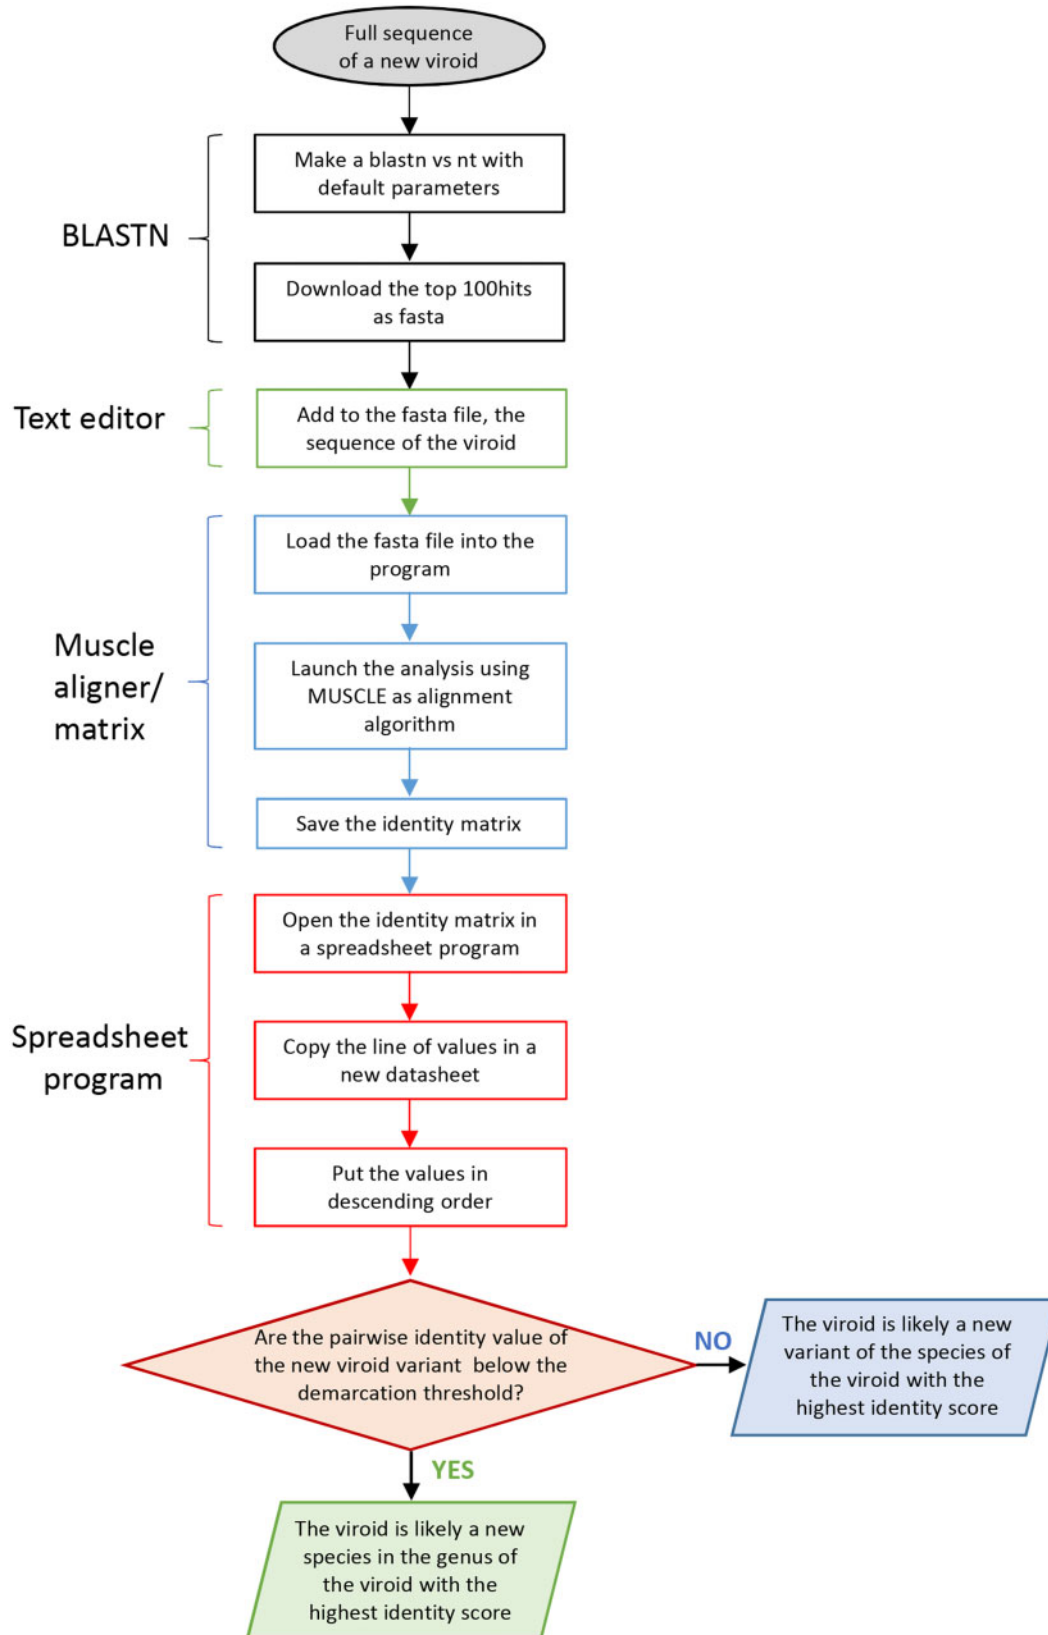 Full sequence
of a new viroid
Make a blastn vs nt with
default parameters
BLASTN
Download the top 100hits
as fasta
Text editor
Add to the fasta file, the
sequence of the viroid
Load the fasta file into the
program
Muscle
aligner/
matrix
Launch the analysis using
MUSCLE as alignment
algorithm
Save the identity matrix
Open the identity matrix in
a spreadsheet program
Spreadsheet
program
Copy the line of values in a
new datasheet
Put the values in
descending order
Are the pairwise identity value of
the new viroid variant below the
demarcation threshold?
NO
The viroid is likely a new
variant of the species of
the viroid with the
highest identity score
YES
The viroid is likely a new
species in the genus of
the viroid with the
highest identity score